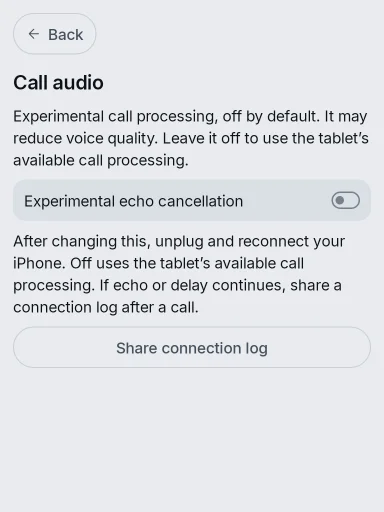 Back
Call audio
Experimental call processing, off by default. It may
reduce voice quality. Leave it off to use the tablet’s
available call processing.
Experimental echo cancellation
After changing this, unplug and reconnect your
iPhone. Off uses the tablet’s available call
processing. If echo or delay continues, share a
connection log after a call.
Share connection log